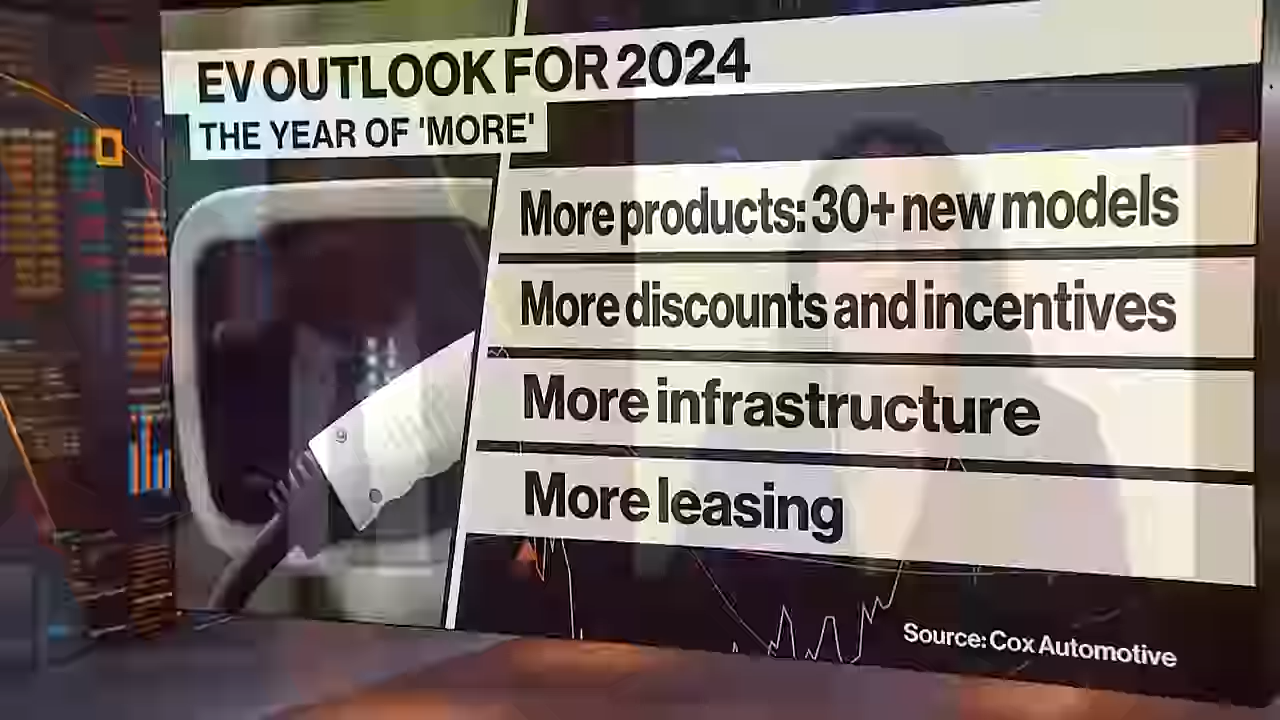 EV OUTLOOK FOR 2024
THE YEAR OF 'MORE'
More products: 30+ new models
More discounts and incentives
More infrastructure
More leasing
Source: Cox Automotive